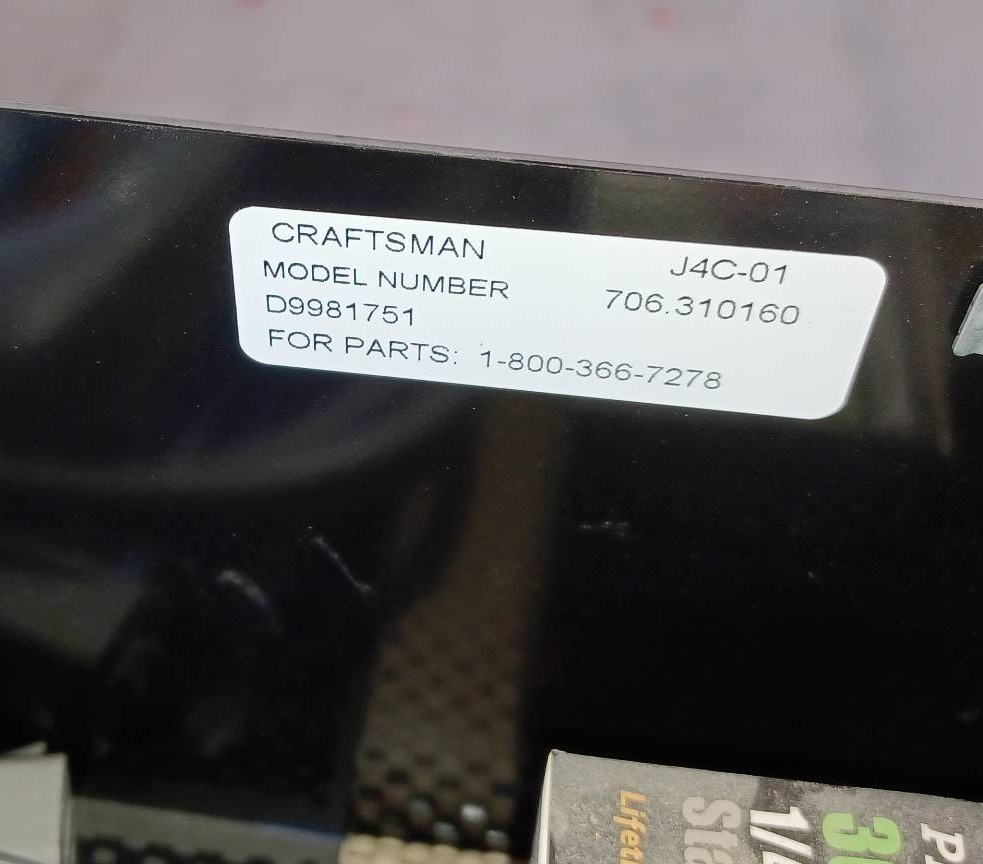 CRAFTSMAN J4C-01
MODEL NUMBER 706.310160
D9981751
FOR PARTS: 1-800-366-7278